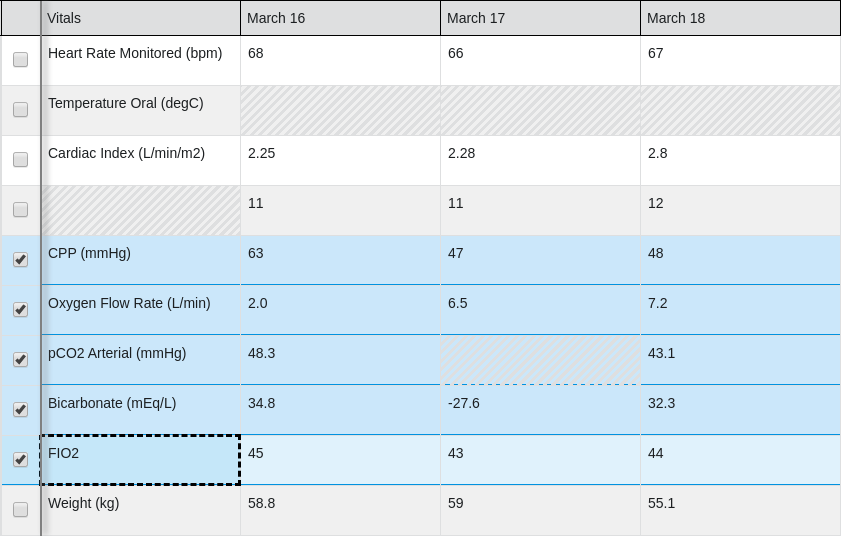 Vitals March 16 March 17 March 18
Heart Rate Monitored (bpm) 68 66 67
Temperature Oral (degC)
Cardiac Index (L/min/m2) 2.25 2.28 2.8
11 11 12
CPP (mmHg) 63 47 48
Oxygen Flow Rate (L/min) 2.0 6.5 7.2
pCO2 Arterial (mmHg) 48.3 43.1
Bicarbonate (mEq/L) 34.8 -27.6 32.3
FIO2 45 43 44
Weight (kg) 58.8 59 55.1